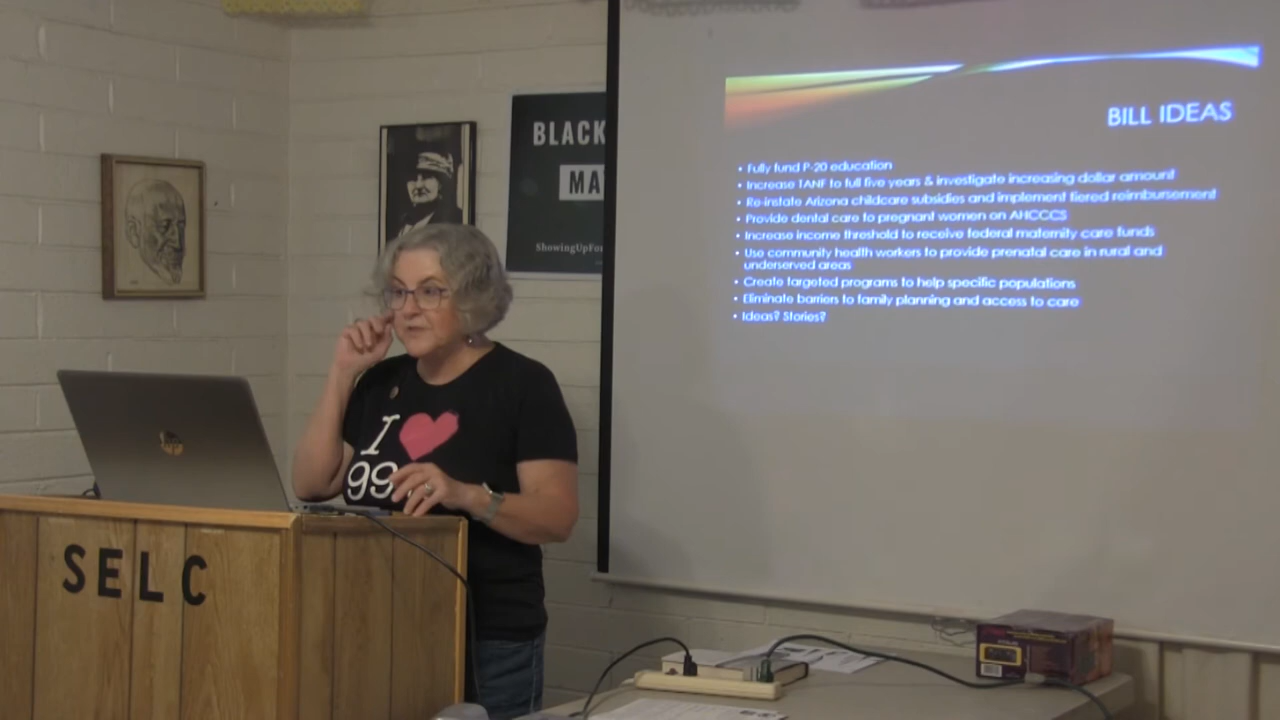 BLACK
MA
ShowingUpFo
BILL IDEAS
• Fully fund P-20 education
• Increase TANF to full five years & investigate increasing dollar amount
• Re-instate Arizona childcare subsidies and implement tiered reimbursement
• Provide dental care to pregnant women on AHCCCS
• Increase income threshold to receive federal maternity care funds
• Use community health workers to provide prenatal care in rural and
underserved areas
• Create targeted programs to help specific populations
• Eliminate barriers to family planning and access to care
• Ideas? Stories?
I
99
SELC